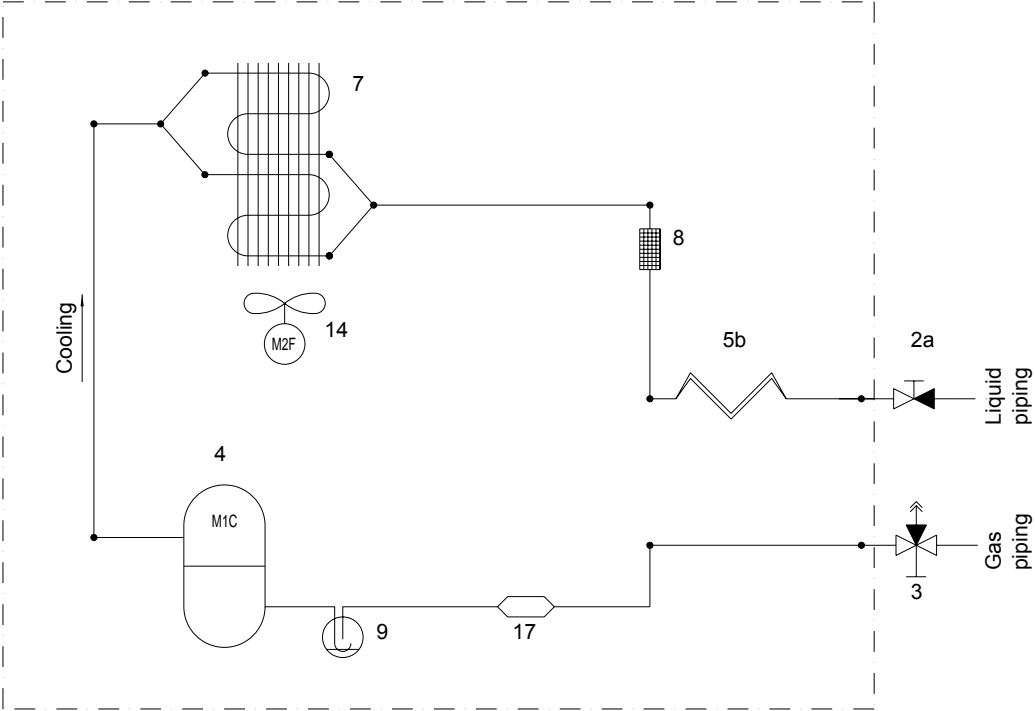 7
8
14
M2F
Cooling
5b
2a
Liquid
piping
4
M1C
Gas
piping
3
9
17